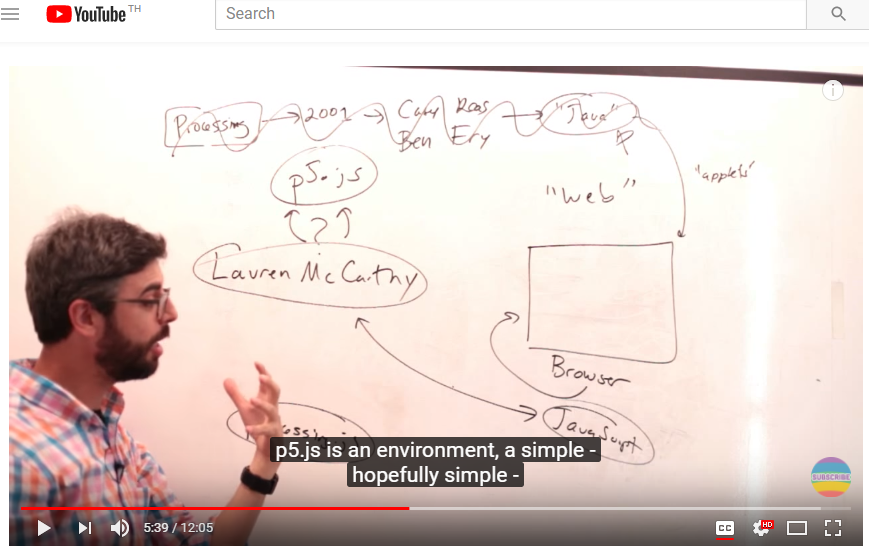 YouTube TH
Search
Processing → 2001 → Casey Reas → "Java"
Ben Fry
"applets"
p5.js
"Web"
?
Lauren McCarthy
Browser
JavaScript
p5.js is an environment, a simple -
hopefully simple -
SUBSCRIBE
5:39 / 12:05
CC
HD